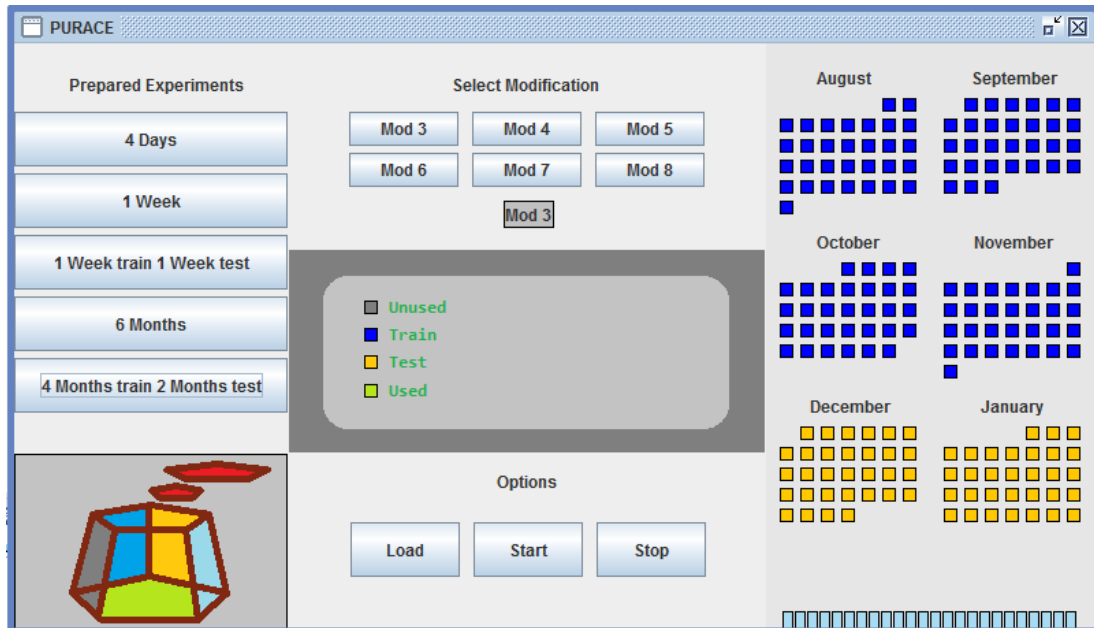 PURACE
Prepared Experiments
4 Days
1 Week
1 Week train 1 Week test
6 Months
4 Months train 2 Months test
Select Modification
Mod 3 Mod 4 Mod 5
Mod 6 Mod 7 Mod 8
Mod 3
Unused
Train
Test
Used
Options
Load Start Stop
August September
October November
December January